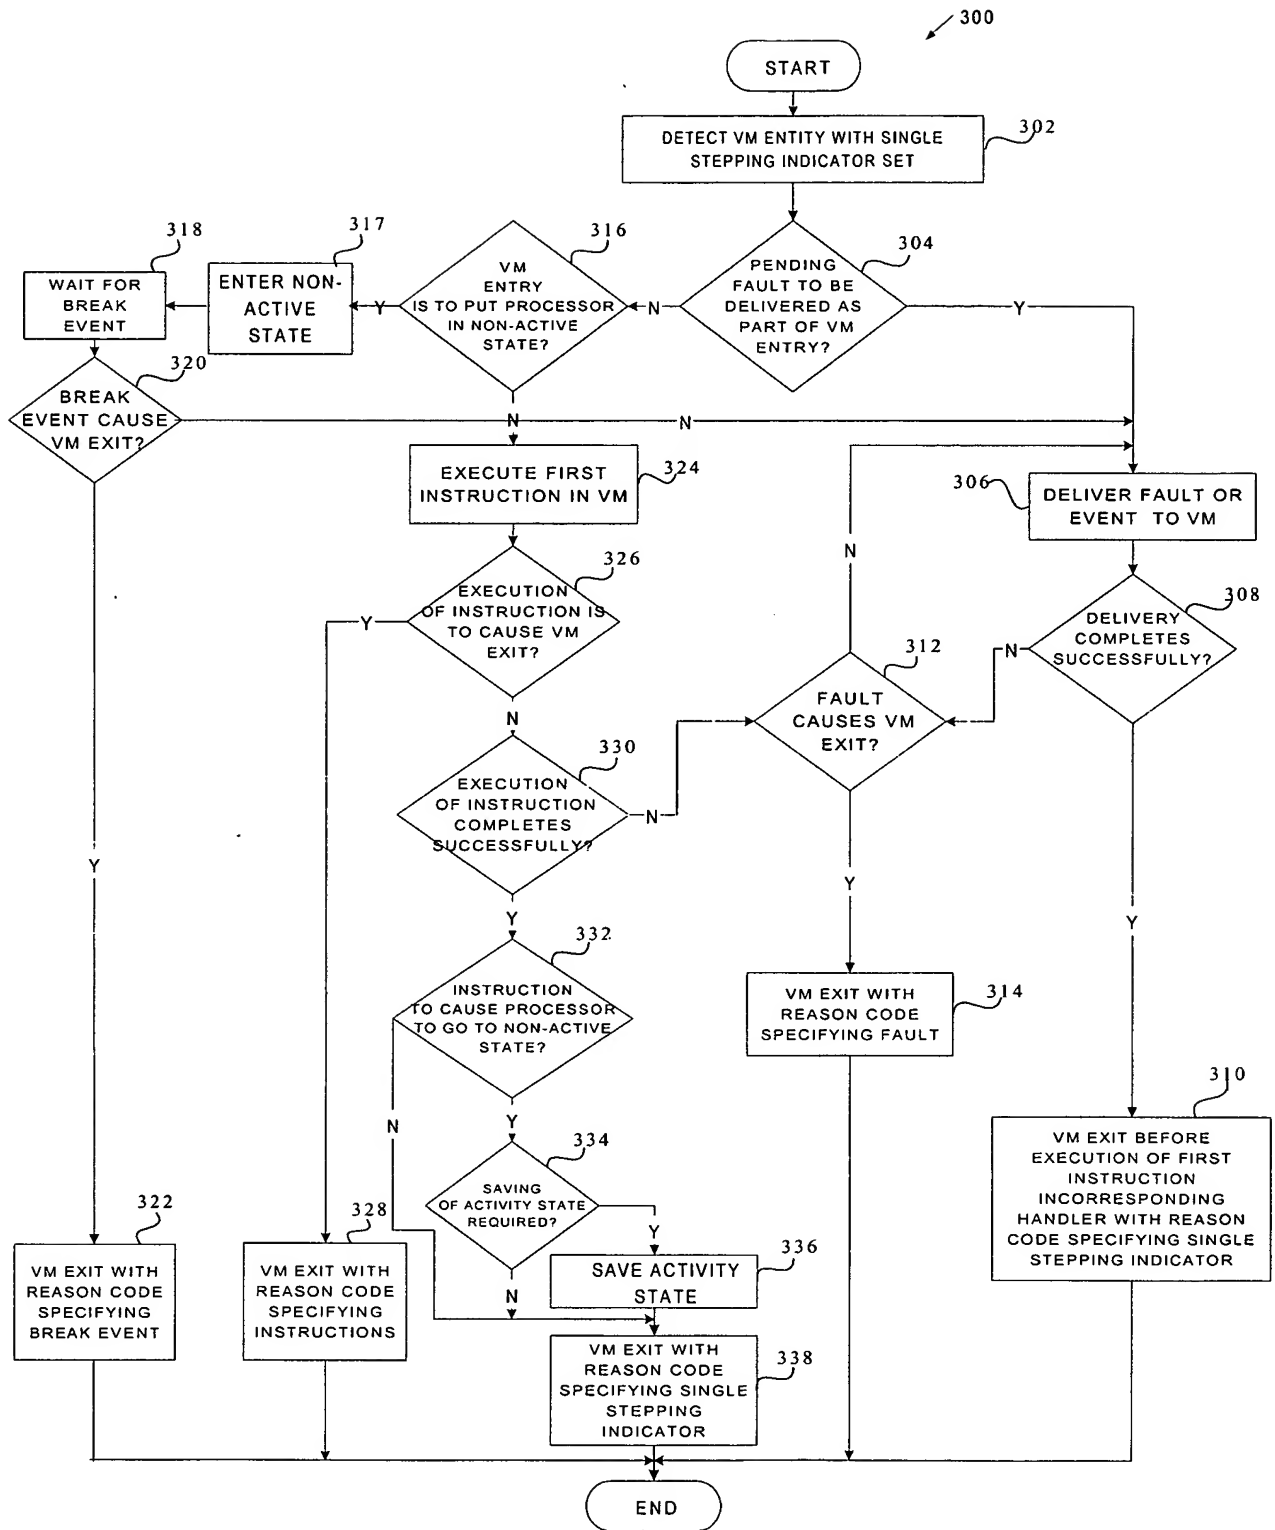 300
START
302
DETECT VM ENTITY WITH SINGLE
STEPPING INDICATOR SET
304
PENDING
FAULT TO BE
DELIVERED AS
PART OF VM
ENTRY?
N
Y
316
VM
ENTRY
IS TO PUT PROCESSOR
IN NON-ACTIVE
STATE?
Y
N
317
ENTER NON-
ACTIVE
STATE
318
WAIT FOR
BREAK
EVENT
320
BREAK
EVENT CAUSE
VM EXIT?
N
Y
324
EXECUTE FIRST
INSTRUCTION IN VM
306
DELIVER FAULT OR
EVENT TO VM
326
EXECUTION
OF INSTRUCTION IS
TO CAUSE VM
EXIT?
Y
N
308
DELIVERY
COMPLETES
SUCCESSFULLY?
N
Y
312
FAULT
CAUSES VM
EXIT?
N
Y
330
EXECUTION
OF INSTRUCTION
COMPLETES
SUCCESSFULLY?
N
Y
332
INSTRUCTION
TO CAUSE PROCESSOR
TO GO TO NON-ACTIVE
STATE?
N
Y
314
VM EXIT WITH
REASON CODE
SPECIFYING FAULT
310
VM EXIT BEFORE
EXECUTION OF FIRST
INSTRUCTION
INCORRESPONDING
HANDLER WITH REASON
CODE SPECIFYING SINGLE
STEPPING INDICATOR
334
SAVING
OF ACTIVITY STATE
REQUIRED?
Y
N
336
SAVE ACTIVITY
STATE
322
VM EXIT WITH
REASON CODE
SPECIFYING
BREAK EVENT
328
VM EXIT WITH
REASON CODE
SPECIFYING
INSTRUCTIONS
338
VM EXIT WITH
REASON CODE
SPECIFYING SINGLE
STEPPING
INDICATOR
END